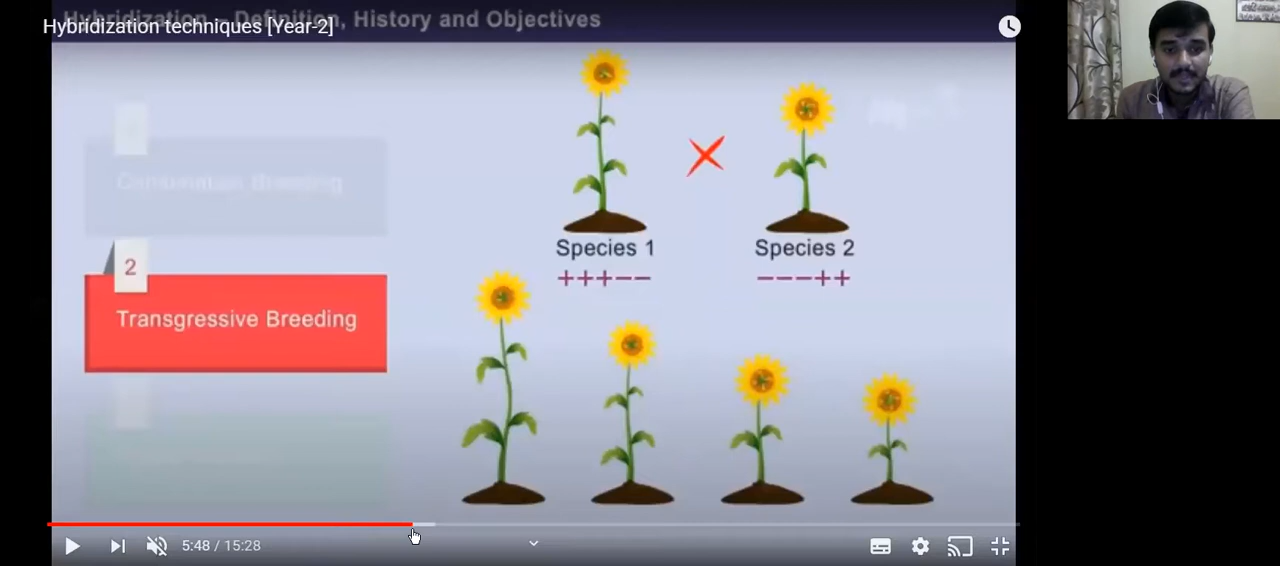 Hybridization - Definition, History and Objectives
Hybridization techniques [Year-2]
Species 1
Species 2
+++−−
−−−++
2
Transgressive Breeding
5:48 / 15:28